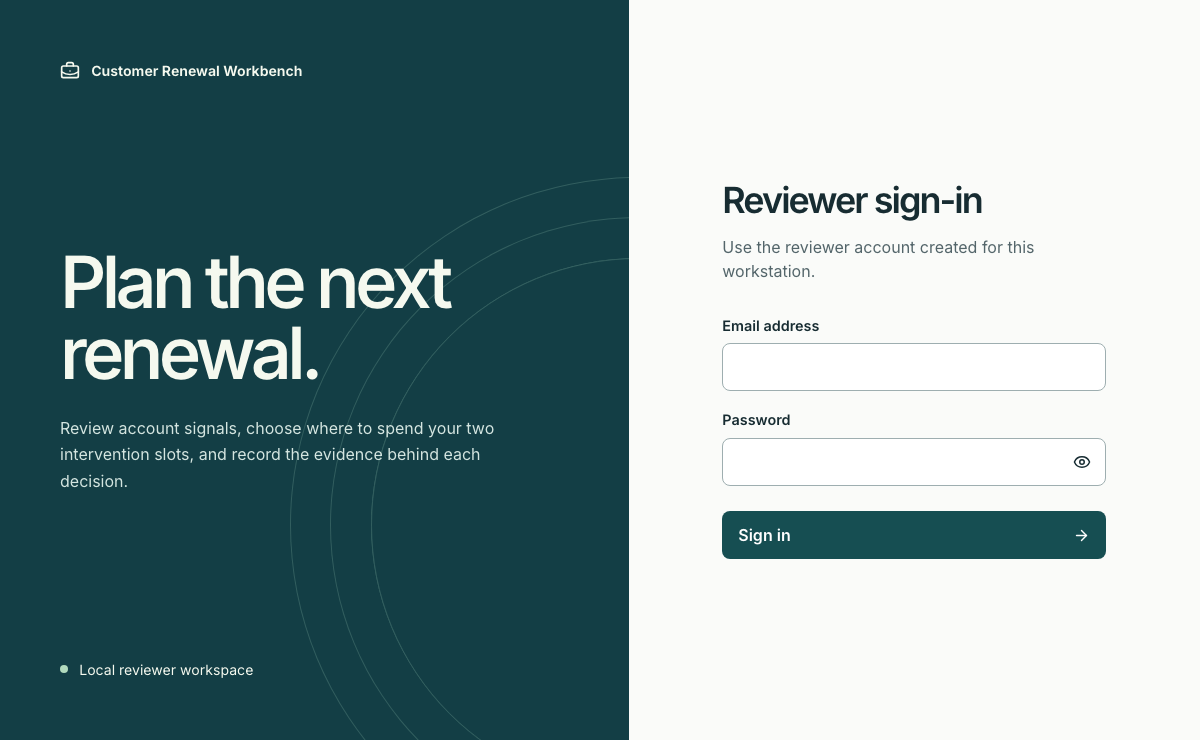 Customer Renewal Workbench
Plan the next
renewal.
Review account signals, choose where to spend your two
intervention slots, and record the evidence behind each
decision.
Local reviewer workspace
Reviewer sign-in
Use the reviewer account created for this
workstation.
Email address
Password
Sign in